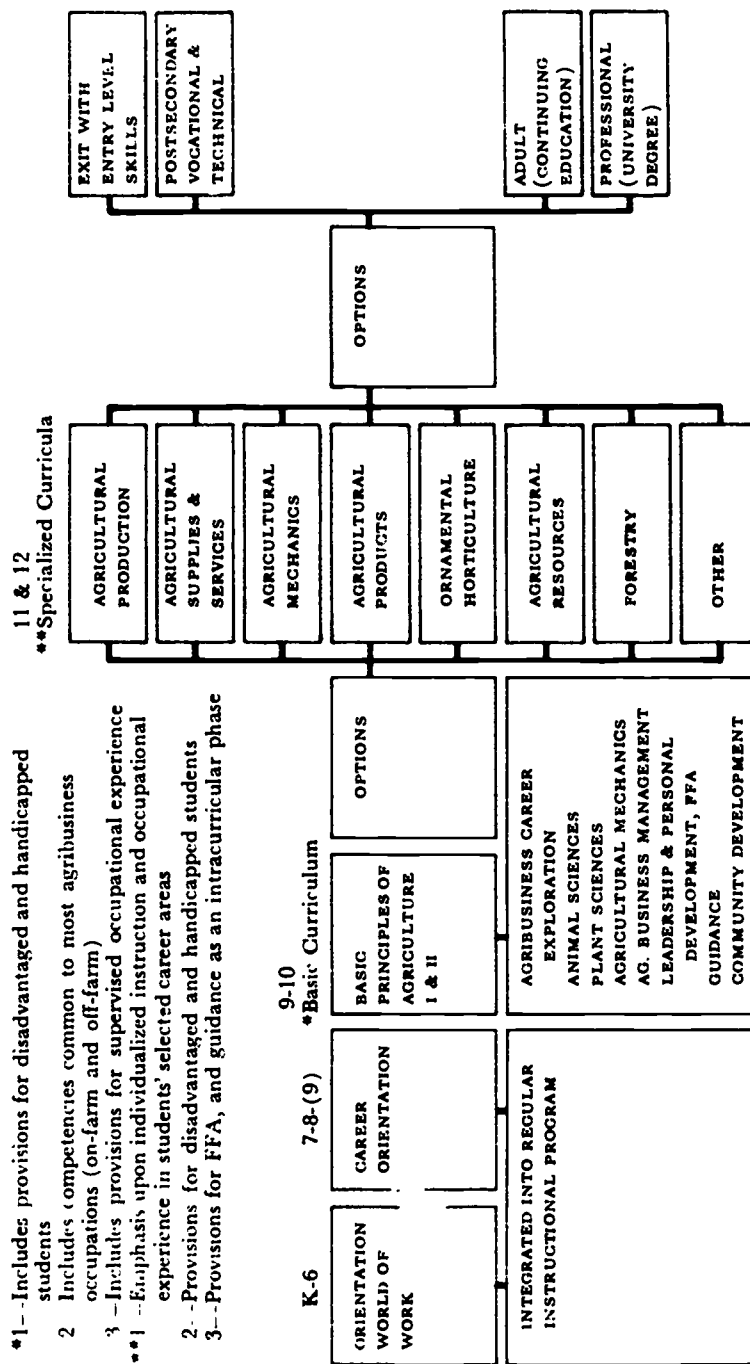 *1--Includes provisions for disadvantaged and handicapped
students
2 Includes competencies common to most agribusiness
occupations (on-farm and off-farm)
3 --Includes provisions for supervised occupational experience
**1 --Emphasis upon individualized instruction and occupational
experience in students' selected career areas
2--Provisions for disadvantaged and handicapped students
3--Provisions for FFA, and guidance as an intracurricular phase
K-6
ORIENTATION
WORLD OF
WORK
7-8-(9)
CAREER
ORIENTATION
INTEGRATED INTO REGULAR
INSTRUCTIONAL PROGRAM
9-10
*Basic Curriculum
BASIC
PRINCIPLES OF
AGRICULTURE
I & II
OPTIONS
AGRIBUSINESS CAREER
EXPLORATION
ANIMAL SCIENCES
PLANT SCIENCES
AGRICULTURAL MECHANICS
AG. BUSINESS MANAGEMENT
LEADERSHIP & PERSONAL
DEVELOPMENT, FFA
GUIDANCE
COMMUNITY DEVELOPMENT
11 & 12
**Specialized Curricula
AGRICULTURAL
PRODUCTION
AGRICULTURAL
SUPPLIES &
SERVICES
AGRICULTURAL
MECHANICS
AGRICULTURAL
PRODUCTS
ORNAMENTAL
HORTICULTURE
AGRICULTURAL
RESOURCES
FORESTRY
OTHER
OPTIONS
EXIT WITH
ENTRY LEVEL
SKILLS
POSTSECONDARY
VOCATIONAL &
TECHNICAL
ADULT
(CONTINUING
EDUCATION)
PROFESSIONAL
(UNIVERSITY
DEGREE)